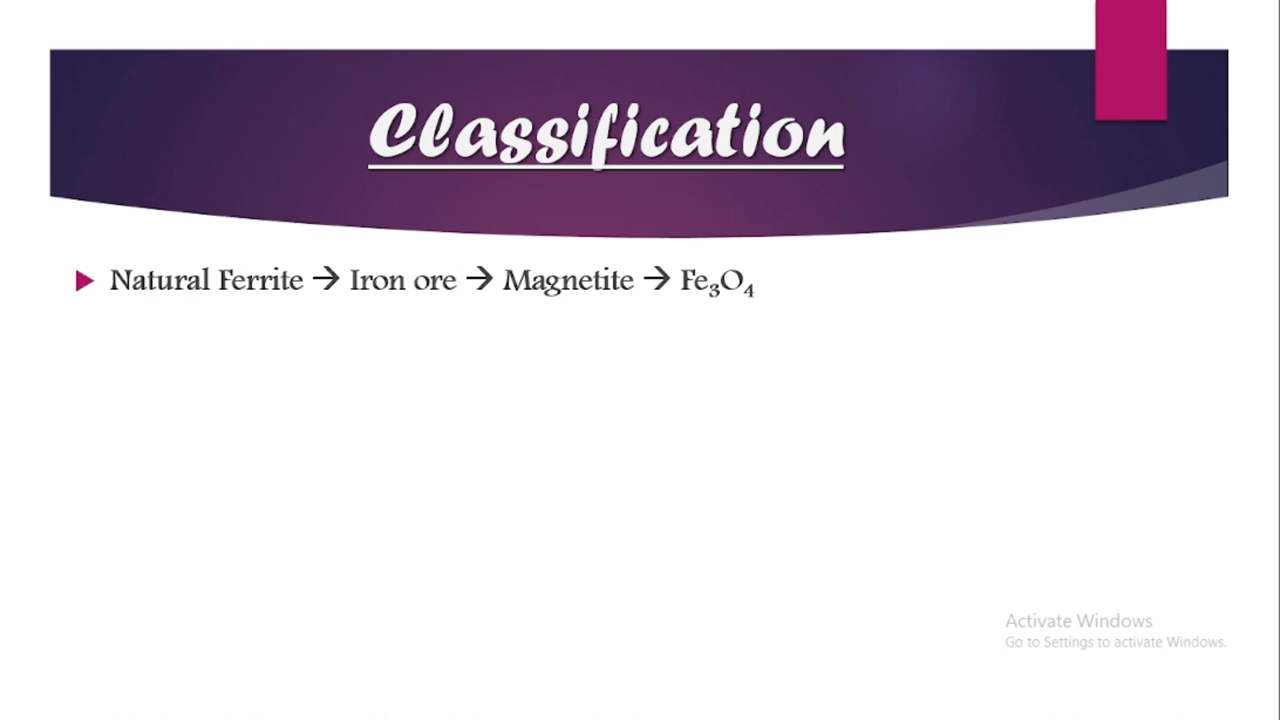 Classification
Natural Ferrite → Iron ore → Magnetite → Fe₃O₄
Activate Windows
Go to Settings to activate Windows.